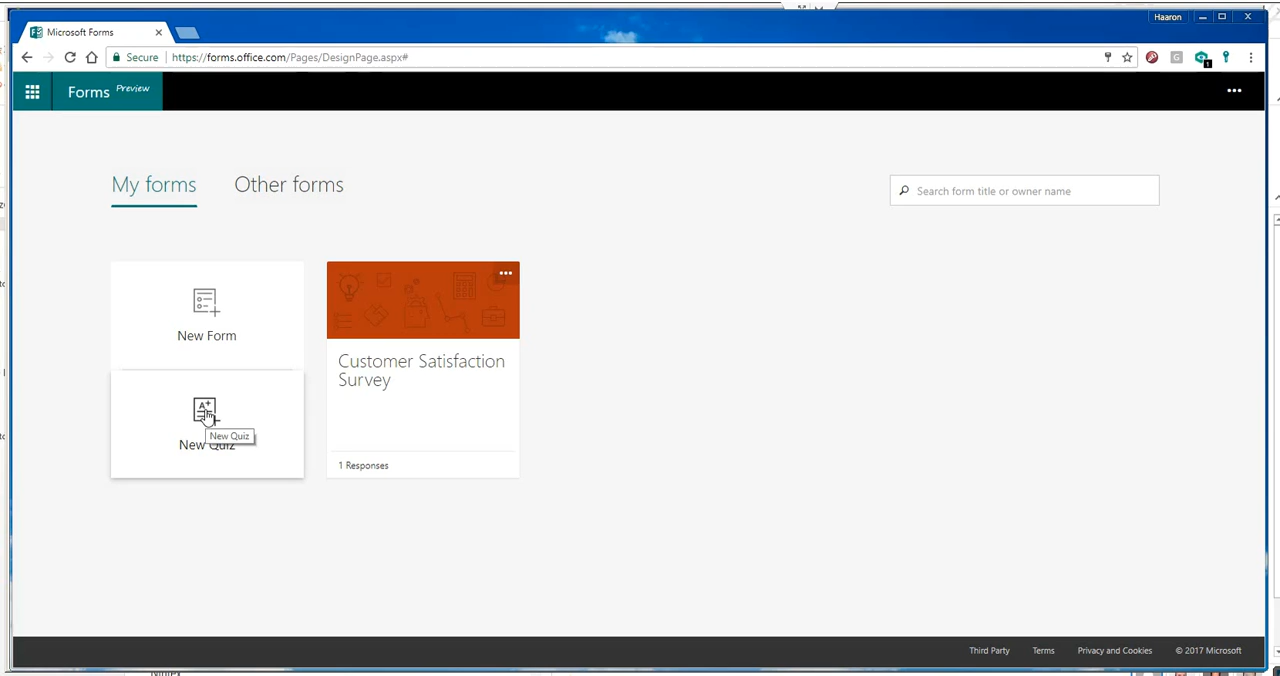 Haaron
Microsoft Forms
Secure https://forms.office.com/Pages/DesignPage.aspx#
G
1
Forms Preview
My forms Other forms
Search form title or owner name
New Form
Customer Satisfaction
Survey
A+
New Quiz
New Quiz
1 Responses
Third Party Terms Privacy and Cookies © 2017 Microsoft